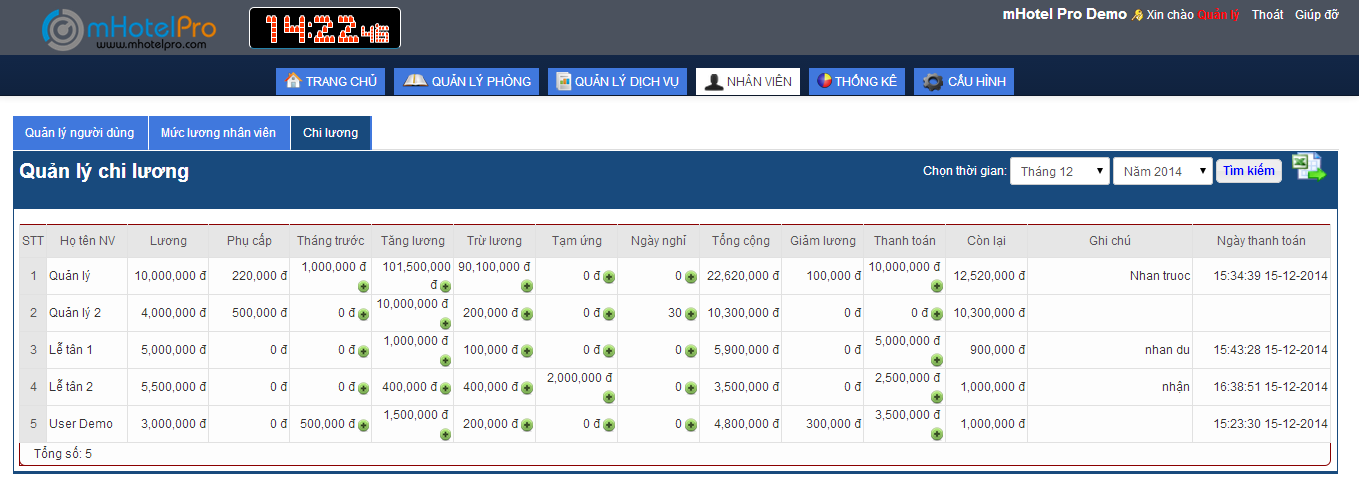 mHotelPro
www.mhotelpro.com
14:22 46
mHotel Pro Demo Xin chào Quản lý Thoát Giúp đỡ
TRANG CHỦ QUẢN LÝ PHÒNG QUẢN LÝ DỊCH VỤ NHÂN VIÊN THỐNG KÊ CẤU HÌNH
Quản lý người dùng Mức lương nhân viên Chi lương
Quản lý chi lương Chọn thời gian: Tháng 12 Năm 2014 Tìm kiếm
STT Họ tên NV Lương Phụ cấp Tháng trước Tăng lương Trừ lương Tạm ứng Ngày nghỉ Tổng cộng Giảm lương Thanh toán Còn lại Ghi chú Ngày thanh toán
1 Quản lý 10,000,000 đ 220,000 đ 1,000,000 đ 101,500,000 đ 90,100,000 đ 0 đ 0 22,620,000 đ 100,000 đ 10,000,000 đ 12,520,000 đ Nhan truoc 15:34:39 15-12-2014
2 Quản lý 2 4,000,000 đ 500,000 đ 0 đ 10,000,000 đ 200,000 đ 0 đ 30 10,300,000 đ 0 đ 0 đ 10,300,000 đ
3 Lễ tân 1 5,000,000 đ 0 đ 0 đ 1,000,000 đ 100,000 đ 0 đ 0 5,900,000 đ 0 đ 5,000,000 đ 900,000 đ nhan du 15:43:28 15-12-2014
4 Lễ tân 2 5,500,000 đ 0 đ 0 đ 400,000 đ 400,000 đ 2,000,000 đ 0 3,500,000 đ 0 đ 2,500,000 đ 1,000,000 đ nhận 16:38:51 15-12-2014
5 User Demo 3,000,000 đ 0 đ 500,000 đ 1,500,000 đ 200,000 đ 0 đ 0 4,800,000 đ 300,000 đ 3,500,000 đ 1,000,000 đ 15:23:30 15-12-2014
Tổng số: 5